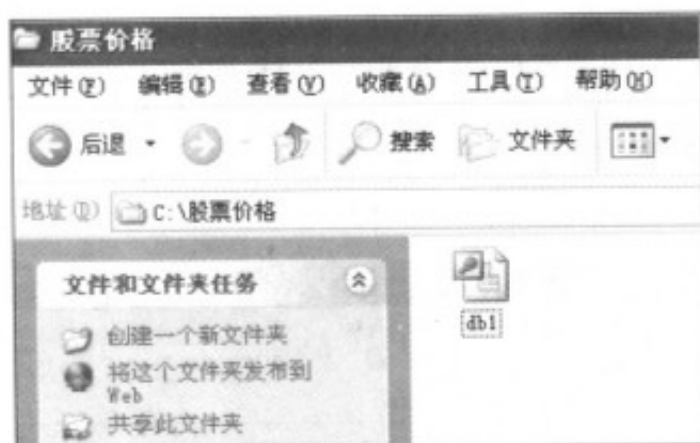 股票价格
文件(F) 编辑(E) 查看(V) 收藏(A) 工具(T) 帮助(H)
后退 搜索 文件夹
地址(D) C:\股票价格
文件和文件夹任务
创建一个新文件夹
将这个文件夹发布到
Web
共享此文件夹
db1